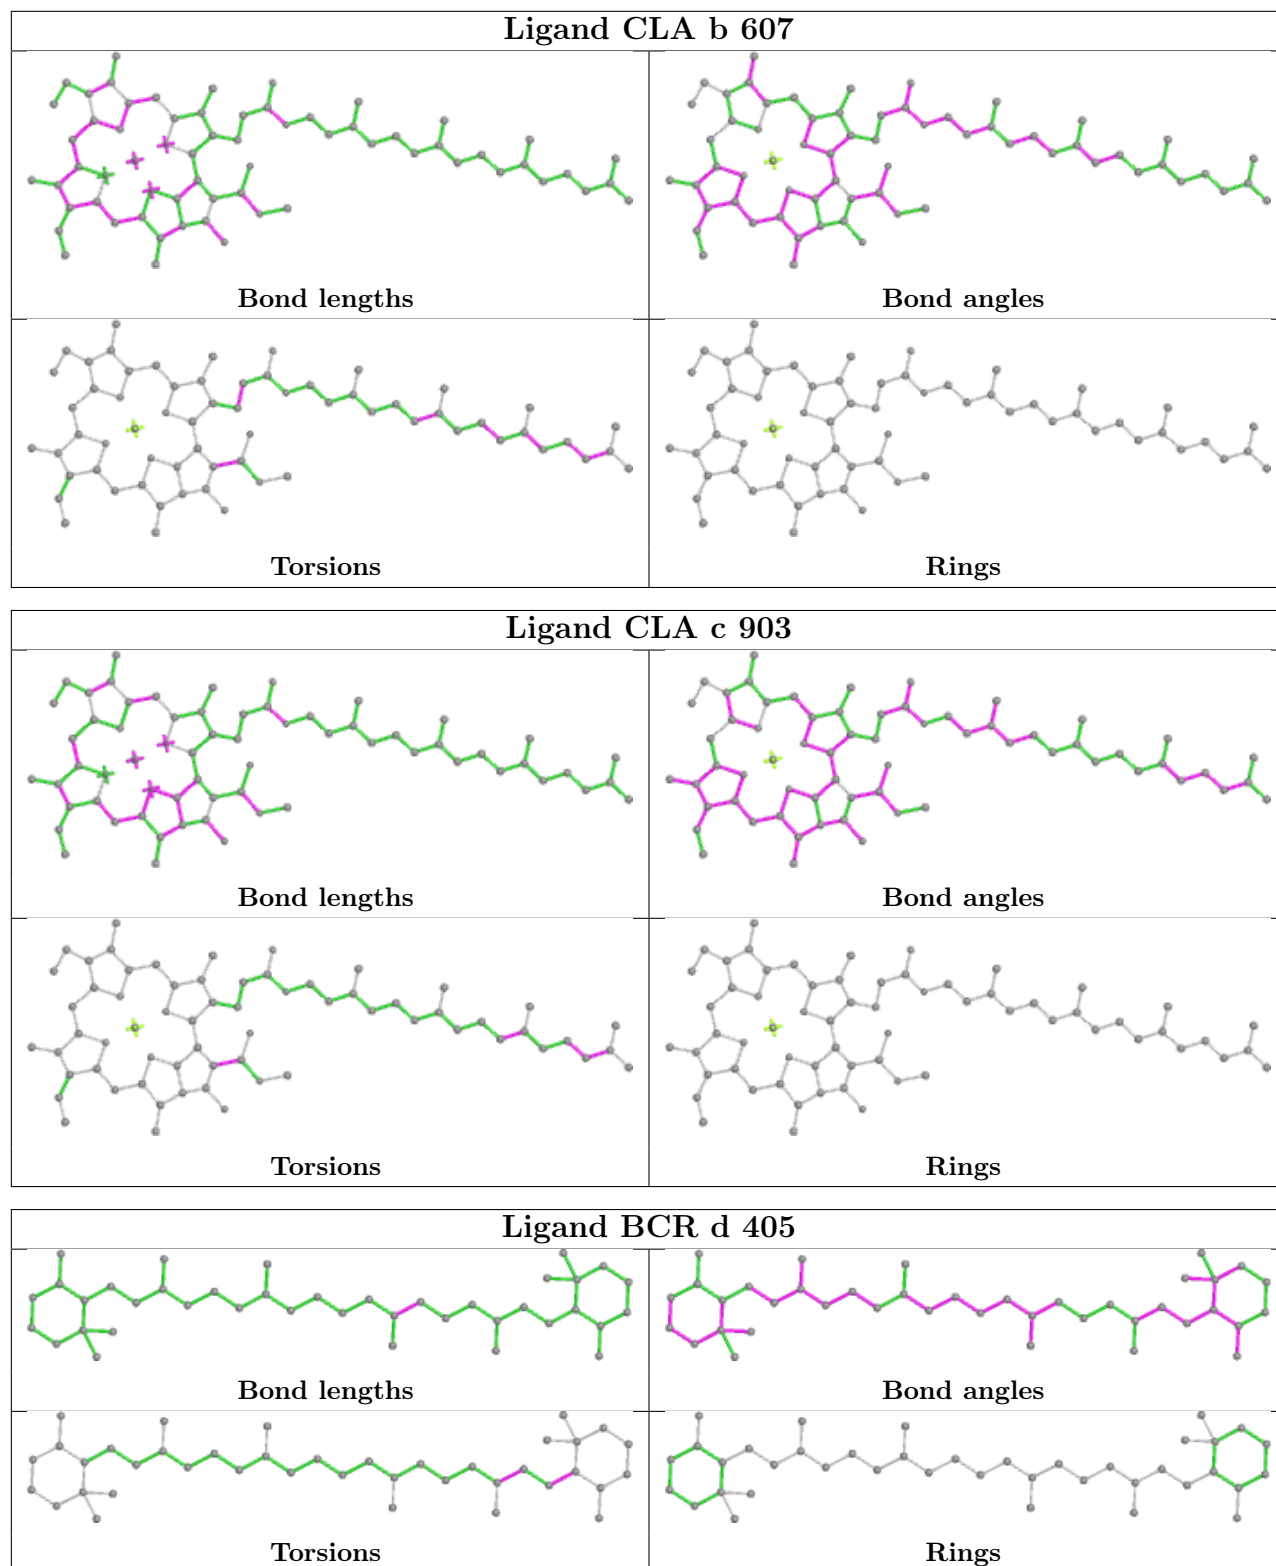 Ligand CLA b 607
Bond lengths
Bond angles
Torsions
Rings
Ligand CLA c 903
Bond lengths
Bond angles
Torsions
Rings
Ligand BCR d 405
Bond lengths
Bond angles
Torsions
Rings